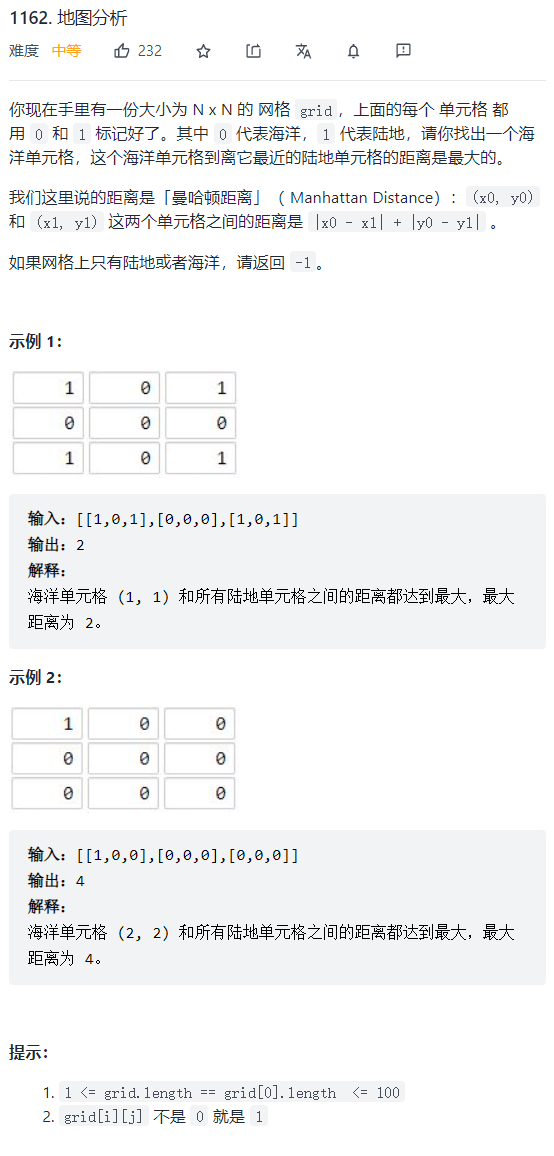 1162. 地图分析
难度 中等 232
你现在手里有一份大小为 N x N 的 网格 grid，上面的每个 单元格 都
用 0 和 1 标记好了。其中 0 代表海洋，1 代表陆地，请你找出一个海
洋单元格，这个海洋单元格到离它最近的陆地单元格的距离是最大的。
我们这里说的距离是「曼哈顿距离」（ Manhattan Distance）：(x0, y0)
和 (x1, y1) 这两个单元格之间的距离是 |x0 - x1| + |y0 - y1| 。
如果网格上只有陆地或者海洋，请返回 -1。
示例 1：
1 0 1
0 0 0
1 0 1
输入：[[1,0,1],[0,0,0],[1,0,1]]
输出：2
解释：
海洋单元格 (1, 1) 和所有陆地单元格之间的距离都达到最大，最大
距离为 2。
示例 2：
1 0 0
0 0 0
0 0 0
输入：[[1,0,0],[0,0,0],[0,0,0]]
输出：4
解释：
海洋单元格 (2, 2) 和所有陆地单元格之间的距离都达到最大，最大
距离为 4。
提示：
1. 1 <= grid.length == grid[0].length <= 100
2. grid[i][j] 不是 0 就是 1